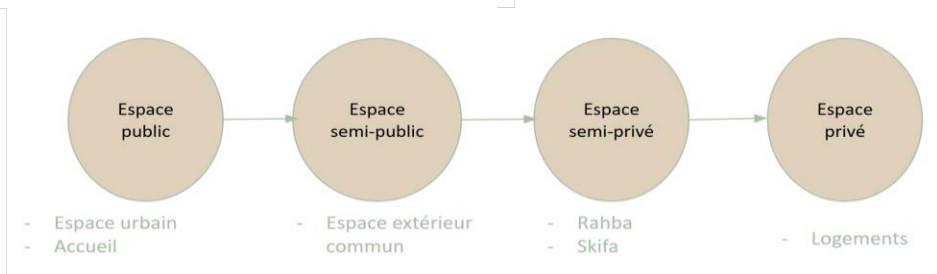 Espace
public
Espace
semi-public
Espace
semi-privé
Espace
privé
- Espace urbain
- Accueil
- Espace extérieur
commun
- Rahba
- Skifa
- Logements